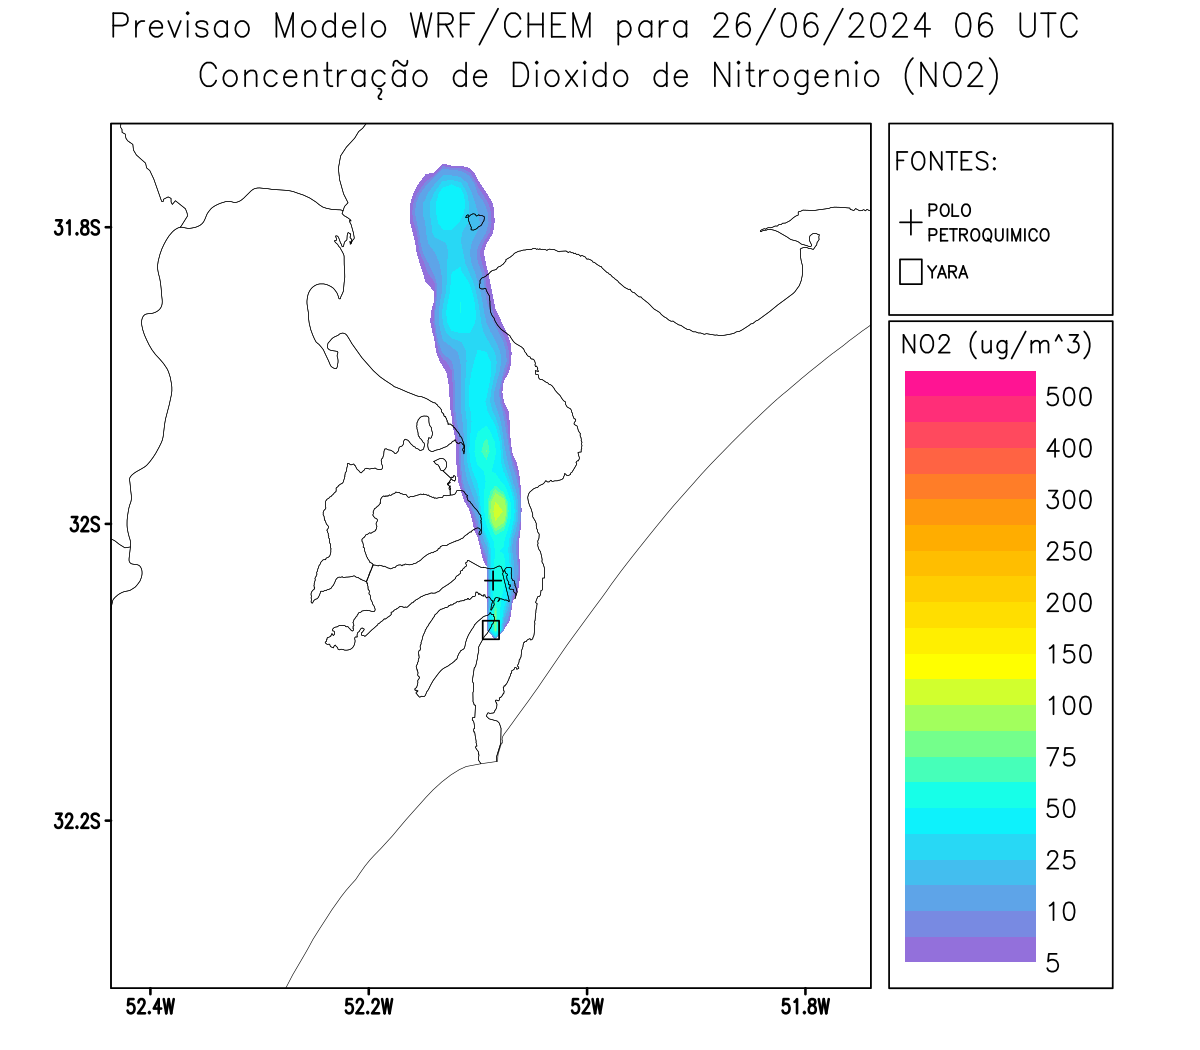 Previsao Modelo WRF/CHEM para 26/06/2024 06 UTC
Concentração de Dioxido de Nitrogenio (NO2)
FONTES:
POLO
PETROQUIMICO
YARA
NO2 (ug/m^3)
500
400
300
250
200
150
100
75
50
25
10
5
31.8S
32S
32.2S
52.4W
52.2W
52W
51.8W